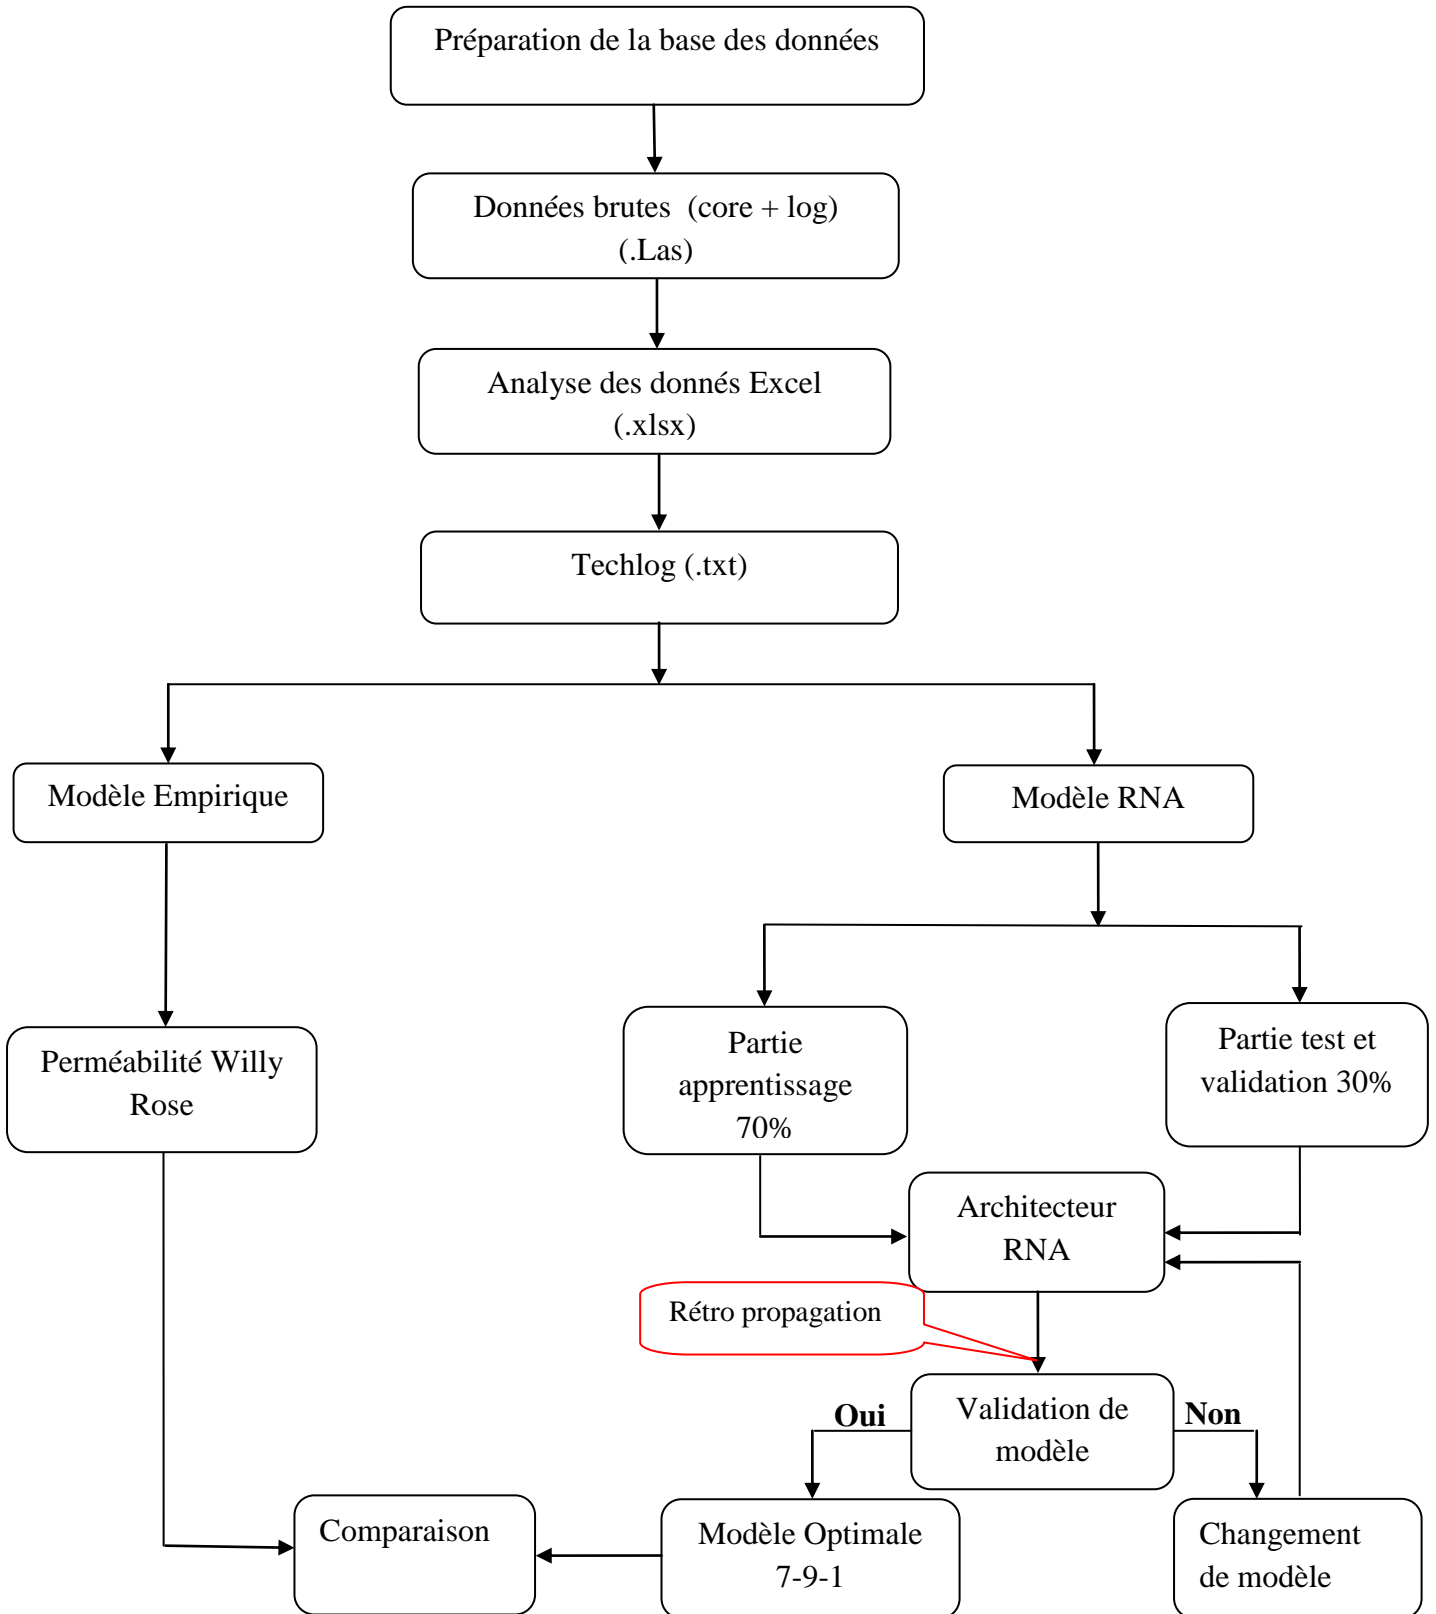 Préparation de la base des données
Données brutes  (core + log)
(.Las)
Analyse des donnés Excel
(.xlsx)
Techlog (.txt)
Modèle Empirique
Modèle RNA
Perméabilité Willy
Rose
Partie
apprentissage
70%
Partie test et
validation 30%
Architecteur
RNA
Rétro propagation
Validation de
modèle
Oui
Non
Comparaison
Modèle Optimale
7-9-1
Changement
de modèle